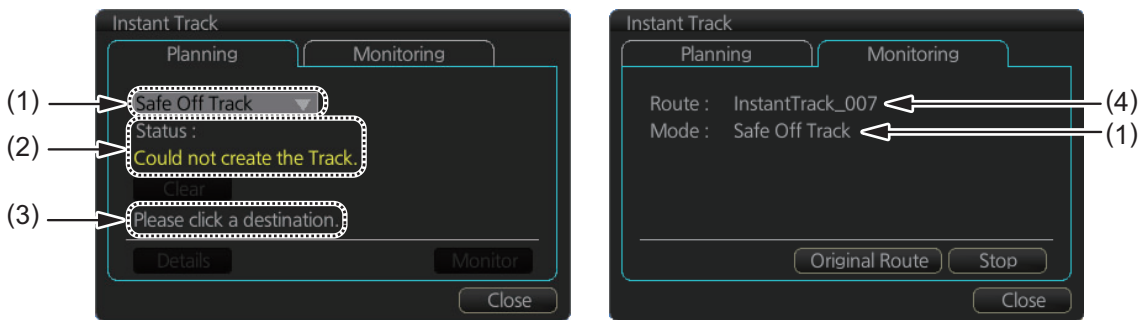 Instant Track
Planning
Monitoring
(1)
Safe Off Track
(2)
Status :
Could not create the Track.
Clear
(3)
Please click a destination.
Details
Monitor
Close
Instant Track
Planning
Monitoring
Route : InstantTrack_007
(4)
Mode : Safe Off Track
(1)
Original Route
Stop
Close